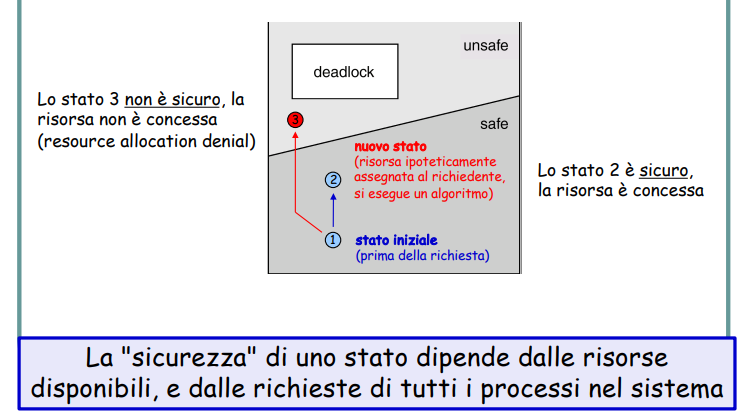 unsafe
deadlock
Lo stato 3 non è sicuro, la
risorsa non è concessa
(resource allocation denial)
3
safe
nuovo stato
(risorsa ipoteticamente
assegnata al richiedente,
si esegue un algoritmo)
2
Lo stato 2 è sicuro,
la risorsa è concessa
1
stato iniziale
(prima della richiesta)
La "sicurezza" di uno stato dipende dalle risorse
disponibili, e dalle richieste di tutti i processi nel sistema